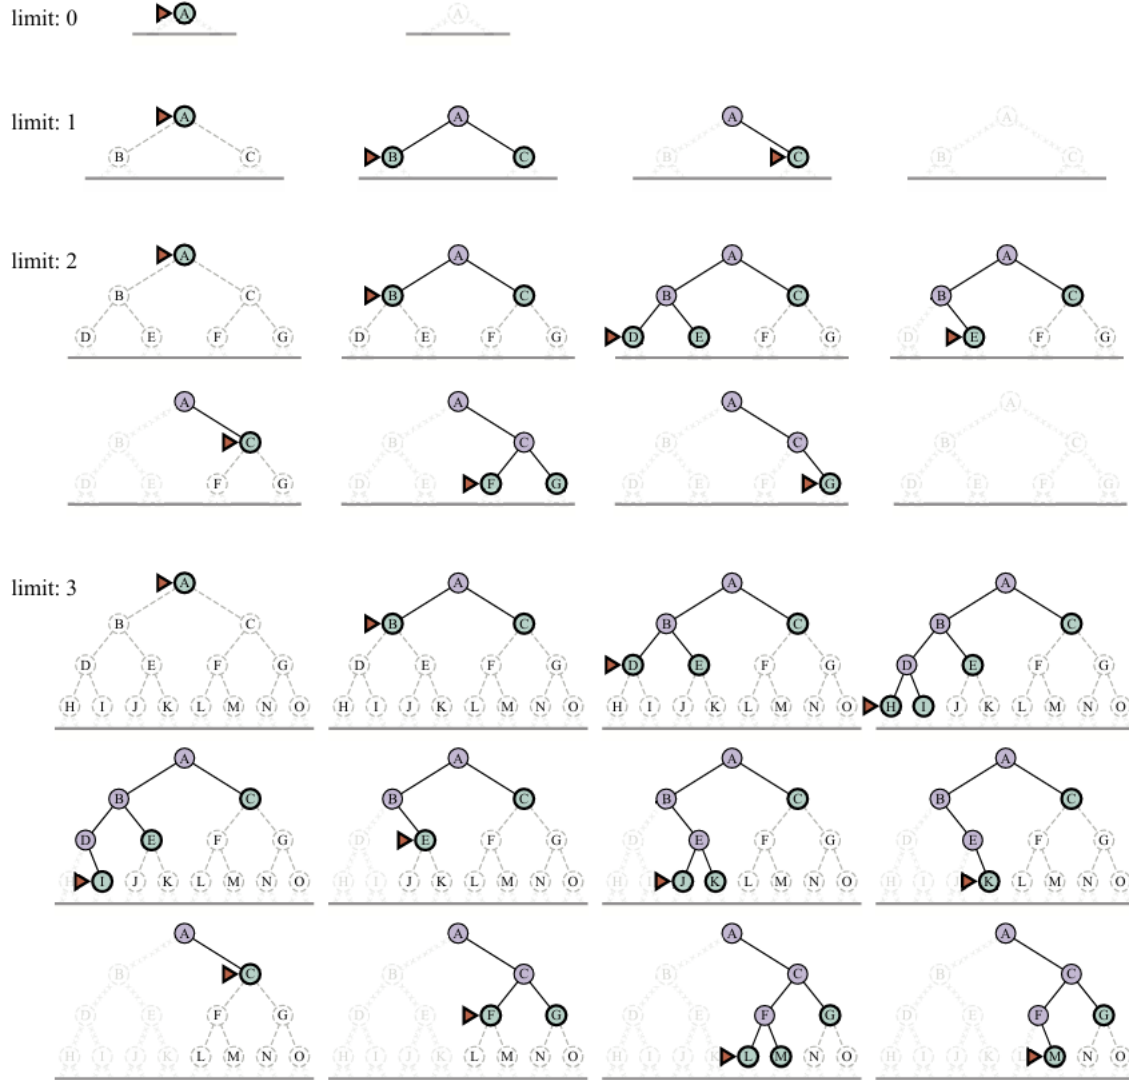 limit: 0
A A
limit: 1
A A A A
B C B C B C B C
limit: 2
A A A A
B C B C B C B C
D E F G D E F G D E F G D E F G
A A A A
B C B C B C B C
D E F G D E F G D E F G D E F G
limit: 3
A A A A
B C B C B C B C
D E F G D E F G D E F G D E F G
H I J K L M N O H I J K L M N O H I J K L M N O H I J K L M N O
A A A A
B C B C B C B C
D E F G D E F G D E F G D E F G
H I J K L M N O H I J K L M N O H I J K L M N O H I K L M N O
A A A A
B C B C B C B C
D E F G D E F G D E F G D E F G
H I J K L M N O H I J K L M N O H I J K L M N O H I J K L M N O